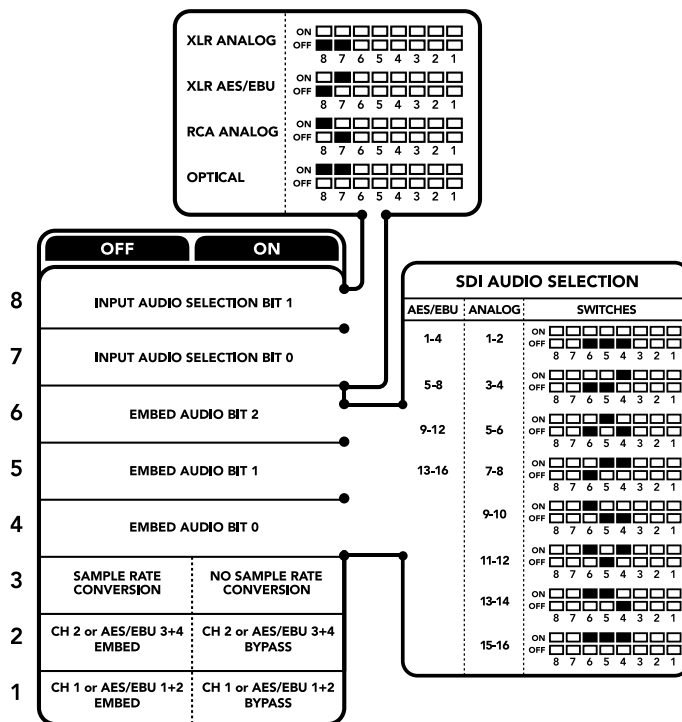 XLR ANALOG
ON
OFF
8 7 6 5 4 3 2 1
XLR AES/EBU
ON
OFF
8 7 6 5 4 3 2 1
RCA ANALOG
ON
OFF
8 7 6 5 4 3 2 1
OPTICAL
ON
OFF
8 7 6 5 4 3 2 1
OFF ON
8 INPUT AUDIO SELECTION BIT 1
7 INPUT AUDIO SELECTION BIT 0
6 EMBED AUDIO BIT 2
5 EMBED AUDIO BIT 1
4 EMBED AUDIO BIT 0
3 SAMPLE RATE CONVERSION NO SAMPLE RATE CONVERSION
2 CH 2 or AES/EBU 3+4 EMBED CH 2 or AES/EBU 3+4 BYPASS
1 CH 1 or AES/EBU 1+2 EMBED CH 1 or AES/EBU 1+2 BYPASS
SDI AUDIO SELECTION
AES/EBU ANALOG SWITCHES
1-4 1-2 ON
OFF
8 7 6 5 4 3 2 1
5-8 3-4 ON
OFF
8 7 6 5 4 3 2 1
9-12 5-6 ON
OFF
8 7 6 5 4 3 2 1
13-16 7-8 ON
OFF
8 7 6 5 4 3 2 1
9-10 ON
OFF
8 7 6 5 4 3 2 1
11-12 ON
OFF
8 7 6 5 4 3 2 1
13-14 ON
OFF
8 7 6 5 4 3 2 1
15-16 ON
OFF
8 7 6 5 4 3 2 1